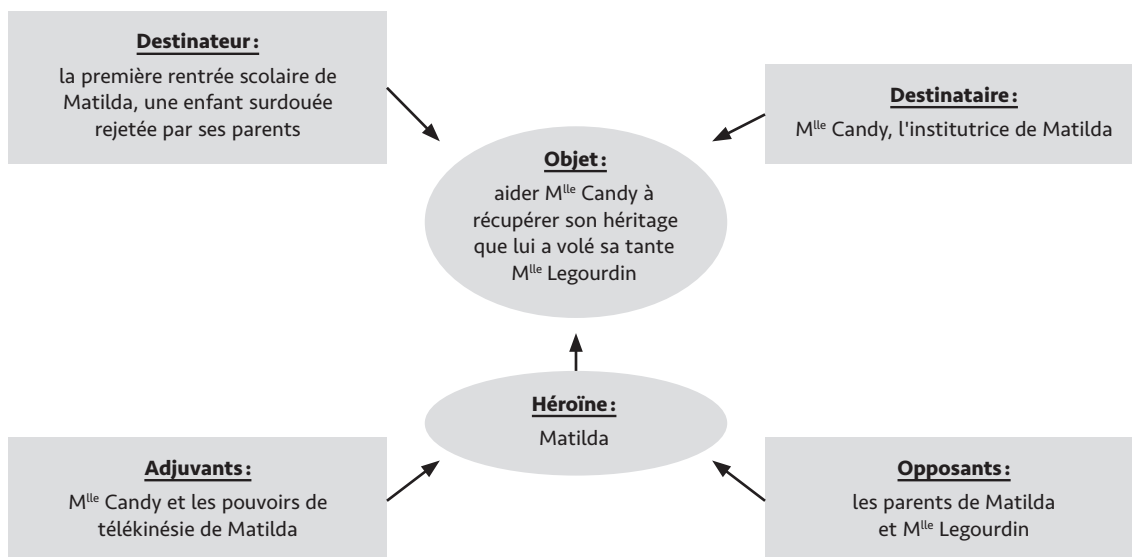 Destinateur :
la première rentrée scolaire de
Matilda, une enfant surdouée
rejetée par ses parents
Destinataire :
Mlle Candy, l'institutrice de Matilda
Objet :
aider Mlle Candy à
récupérer son héritage
que lui a volé sa tante
Mlle Legourdin
Héroïne :
Matilda
Adjuvants :
Mlle Candy et les pouvoirs de
télékinésie de Matilda
Opposants :
les parents de Matilda
et Mlle Legourdin